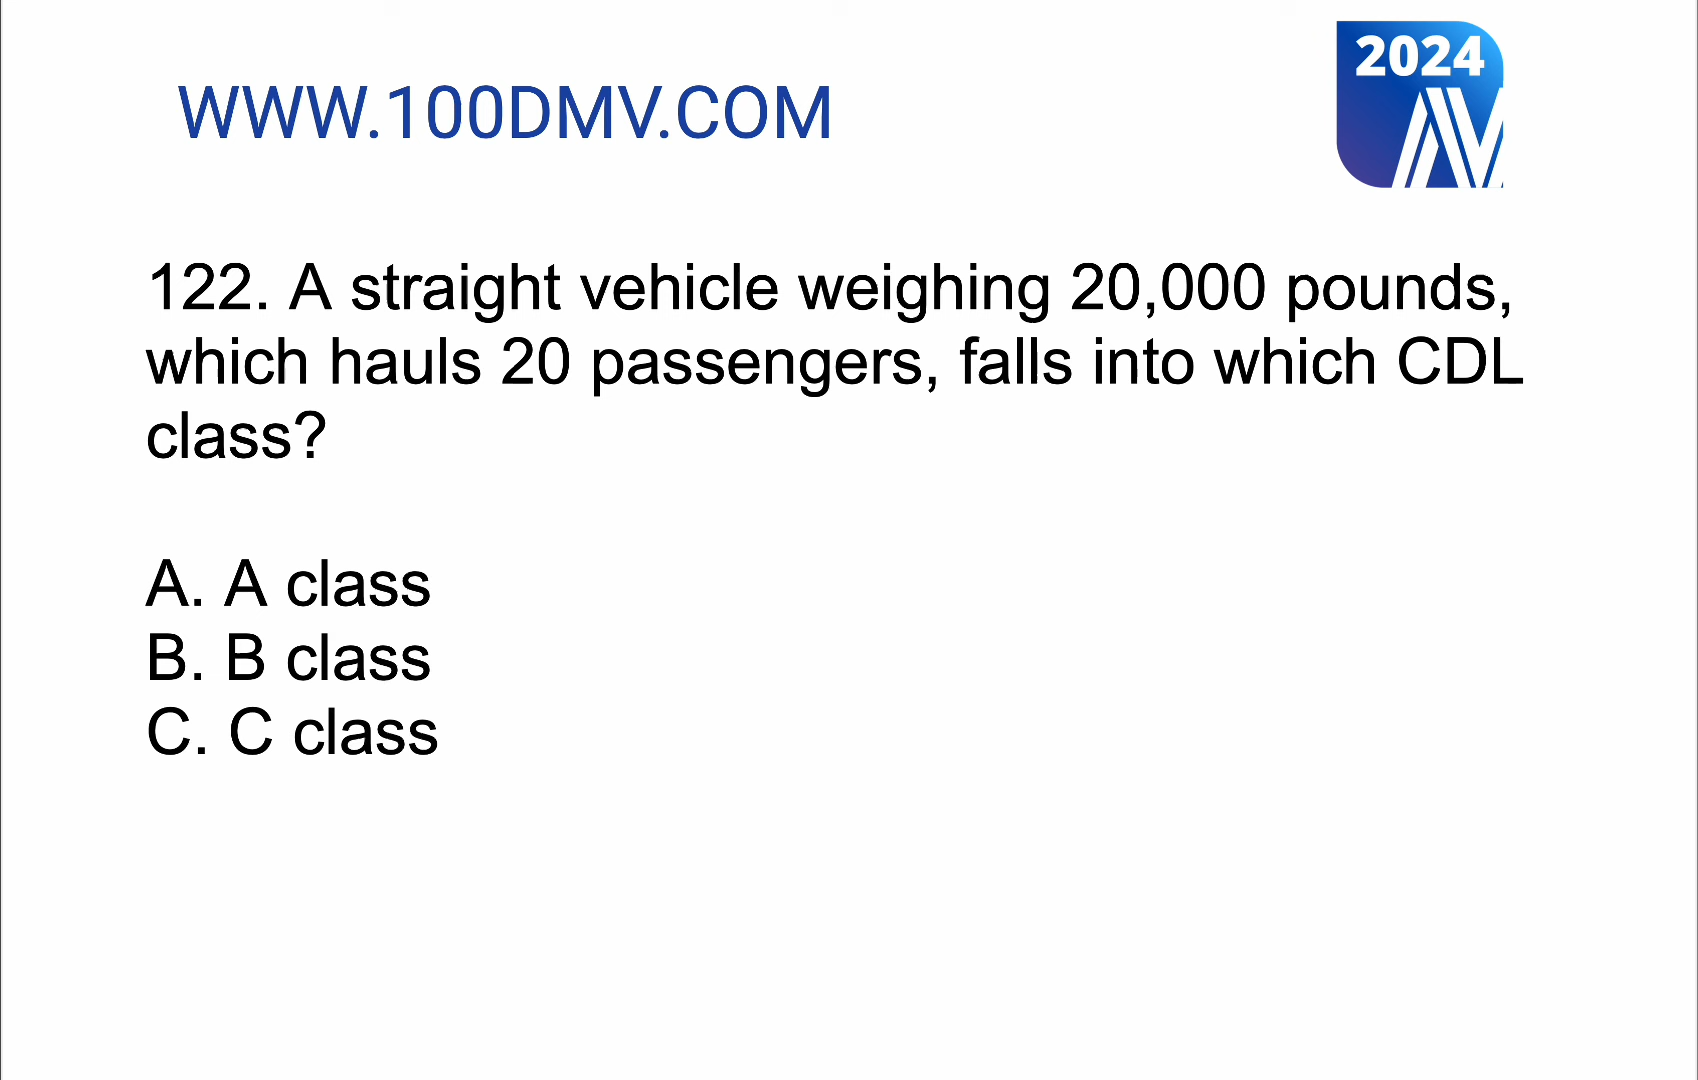 2024
WWW.100DMV.COM
122. A straight vehicle weighing 20,000 pounds,
which hauls 20 passengers, falls into which CDL
class?
A. A class
B. B class
C. C class